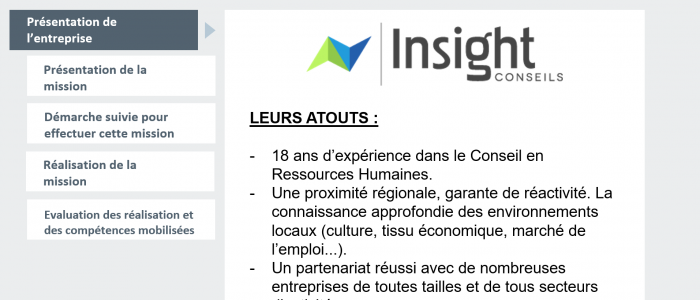 Présentation de
l’entreprise
Présentation de la
mission
Démarche suivie pour
effectuer cette mission
Réalisation de la
mission
Evaluation des réalisation et
des compétences mobilisées
Insight
CONSEILS
LEURS ATOUTS :
- 18 ans d’expérience dans le Conseil en
Ressources Humaines.
- Une proximité régionale, garante de réactivité. La
connaissance approfondie des environnements
locaux (culture, tissu économique, marché de
l’emploi...).
- Un partenariat réussi avec de nombreuses
entreprises de toutes tailles et de tous secteurs